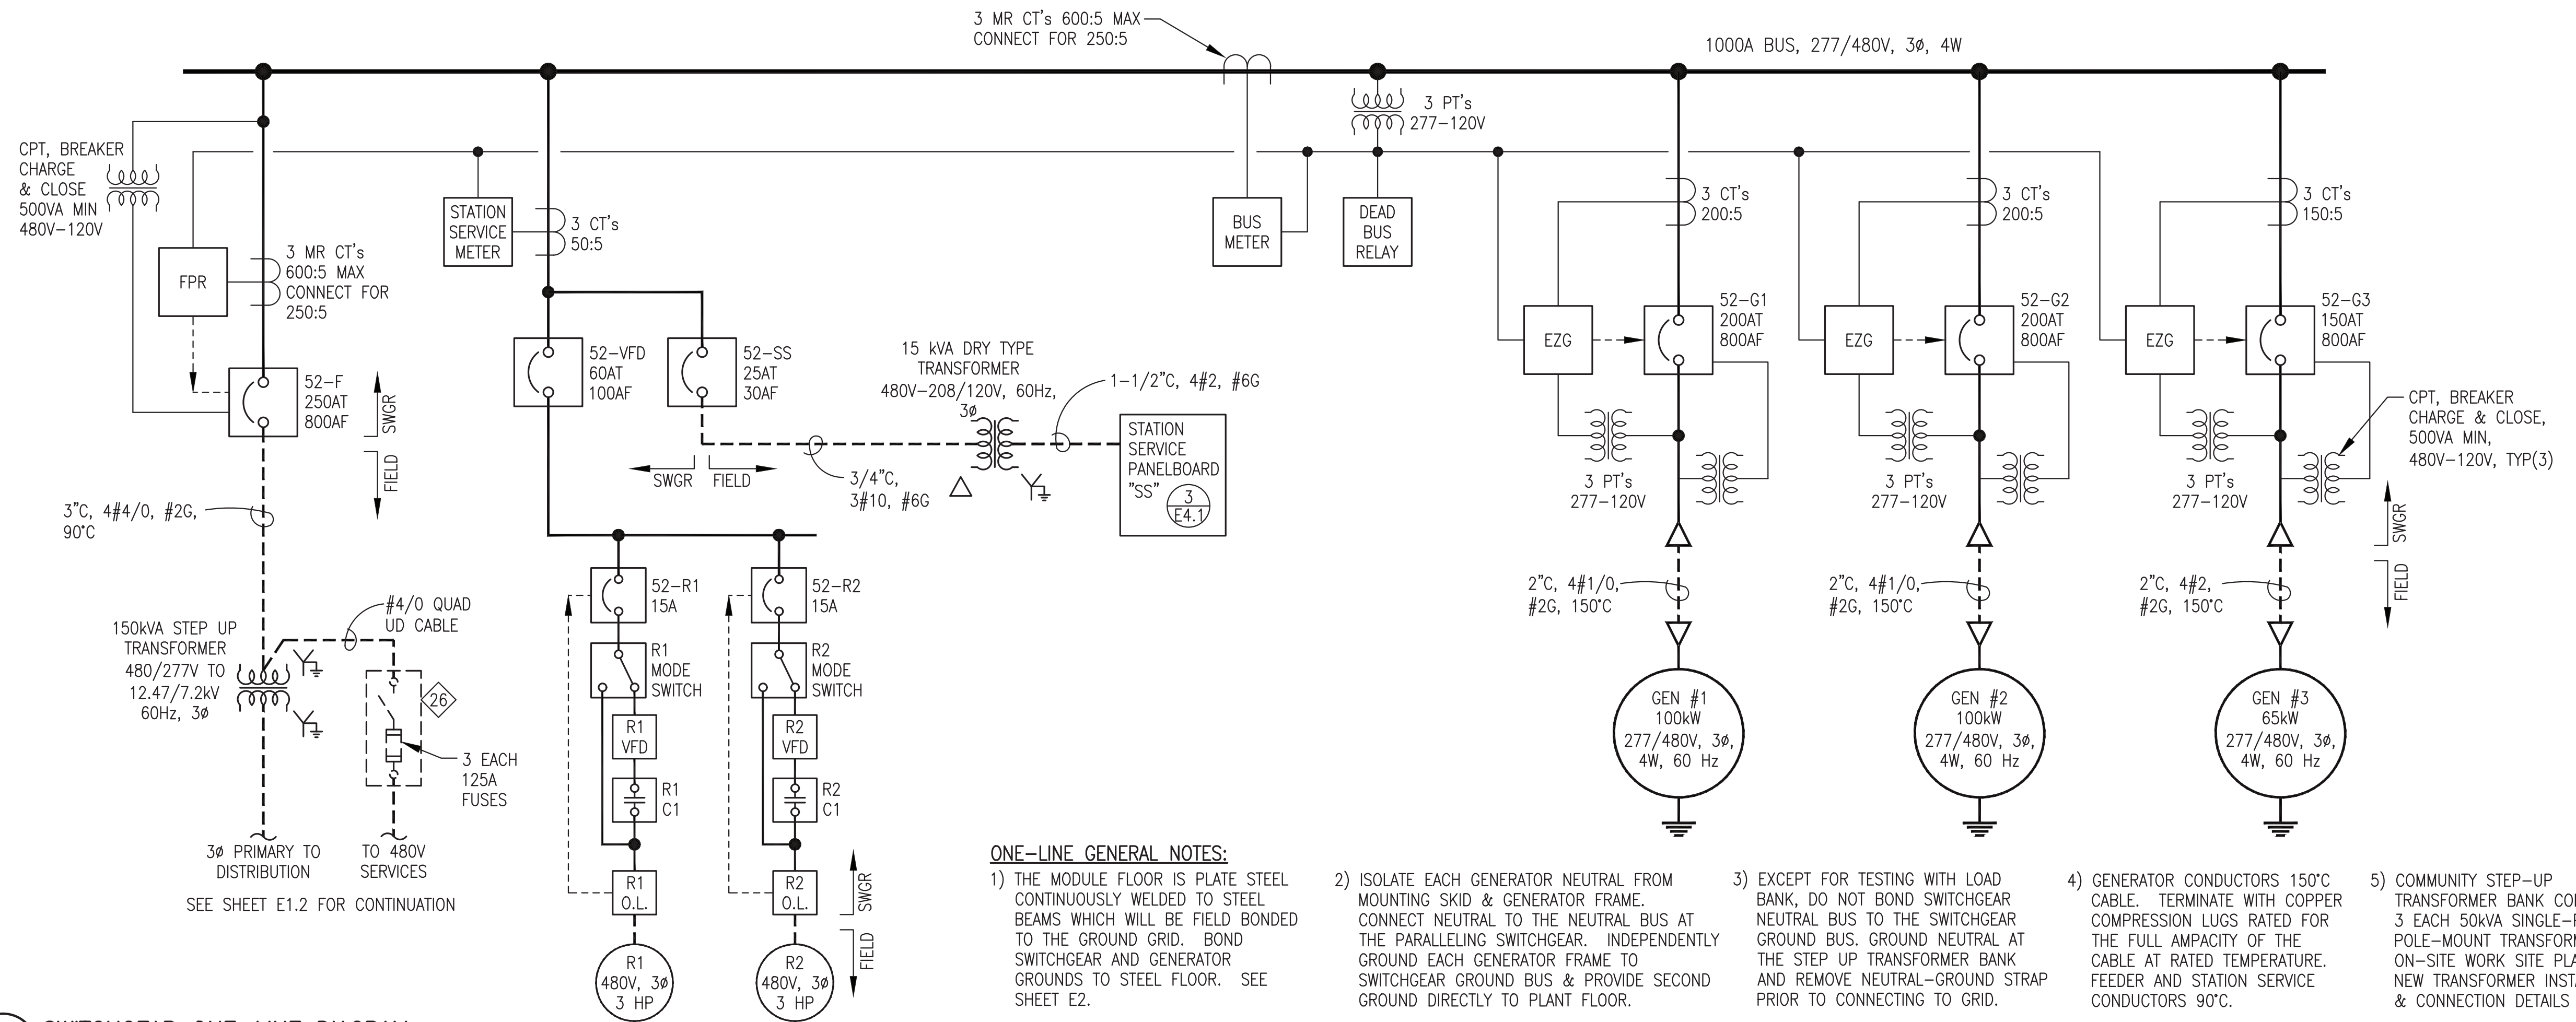 3 MR CT's 600:5 MAX
CONNECT FOR 250:5
1000A BUS, 277/480V, 3ø, 4W
3 PT's
277-120V
CPT, BREAKER
CHARGE
& CLOSE
500VA MIN
480V-120V
FPR
3 MR CT's
600:5 MAX
CONNECT FOR
250:5
52-F
250AT
800AF
SWGR
FIELD
3"C, 4#4/0, #2G,
90°C
150kVA STEP UP
TRANSFORMER
480/277V TO
12.47/7.2kV
60Hz, 3ø
#4/0 QUAD
UD CABLE
26
3 EACH
125A
FUSES
3ø PRIMARY TO
DISTRIBUTION
TO 480V
SERVICES
SEE SHEET E1.2 FOR CONTINUATION
STATION
SERVICE
METER
3 CT's
50:5
52-VFD
60AT
100AF
52-SS
25AT
30AF
SWGR
FIELD
15 kVA DRY TYPE
TRANSFORMER
480V-208/120V, 60Hz,
3ø
3/4"C,
3#10, #6G
1-1/2"C, 4#2, #6G
STATION
SERVICE
PANELBOARD
"SS"
3
E4.1
52-R1
15A
52-R2
15A
R1
MODE
SWITCH
R2
MODE
SWITCH
R1
VFD
R2
VFD
R1
C1
R2
C1
R1
O.L.
R2
O.L.
SWGR
FIELD
R1
480V, 3ø
3 HP
R2
480V, 3ø
3 HP
BUS
METER
DEAD
BUS
RELAY
3 CT's
200:5
EZG
52-G1
200AT
800AF
3 PT's
277-120V
2"C, 4#1/0,
#2G, 150°C
GEN #1
100kW
277/480V, 3ø,
4W, 60 Hz
3 CT's
200:5
EZG
52-G2
200AT
800AF
3 PT's
277-120V
2"C, 4#1/0,
#2G, 150°C
GEN #2
100kW
277/480V, 3ø,
4W, 60 Hz
3 CT's
150:5
EZG
52-G3
150AT
800AF
3 PT's
277-120V
CPT, BREAKER
CHARGE & CLOSE,
500VA MIN,
480V-120V, TYP(3)
SWGR
FIELD
2"C, 4#2,
#2G, 150°C
GEN #3
65kW
277/480V, 3ø,
4W, 60 Hz
ONE-LINE GENERAL NOTES:
1) THE MODULE FLOOR IS PLATE STEEL
CONTINUOUSLY WELDED TO STEEL
BEAMS WHICH WILL BE FIELD BONDED
TO THE GROUND GRID. BOND
SWITCHGEAR AND GENERATOR
GROUNDS TO STEEL FLOOR. SEE
SHEET E2.
2) ISOLATE EACH GENERATOR NEUTRAL FROM
MOUNTING SKID & GENERATOR FRAME.
CONNECT NEUTRAL TO THE NEUTRAL BUS AT
THE PARALLELING SWITCHGEAR. INDEPENDENTLY
GROUND EACH GENERATOR FRAME TO
SWITCHGEAR GROUND BUS & PROVIDE SECOND
GROUND DIRECTLY TO PLANT FLOOR.
3) EXCEPT FOR TESTING WITH LOAD
BANK, DO NOT BOND SWITCHGEAR
NEUTRAL BUS TO THE SWITCHGEAR
GROUND BUS. GROUND NEUTRAL AT
THE STEP UP TRANSFORMER BANK
AND REMOVE NEUTRAL-GROUND STRAP
PRIOR TO CONNECTING TO GRID.
4) GENERATOR CONDUCTORS 150°C
CABLE. TERMINATE WITH COPPER
COMPRESSION LUGS RATED FOR
THE FULL AMPACITY OF THE
CABLE AT RATED TEMPERATURE.
FEEDER AND STATION SERVICE
CONDUCTORS 90°C.
5) COMMUNITY STEP-UP
TRANSFORMER BANK
3 EACH 50kVA
POLE-MOUNT
ON-SITE WORK SITE
NEW TRANSFORMER
& CONNECTION DETAILS